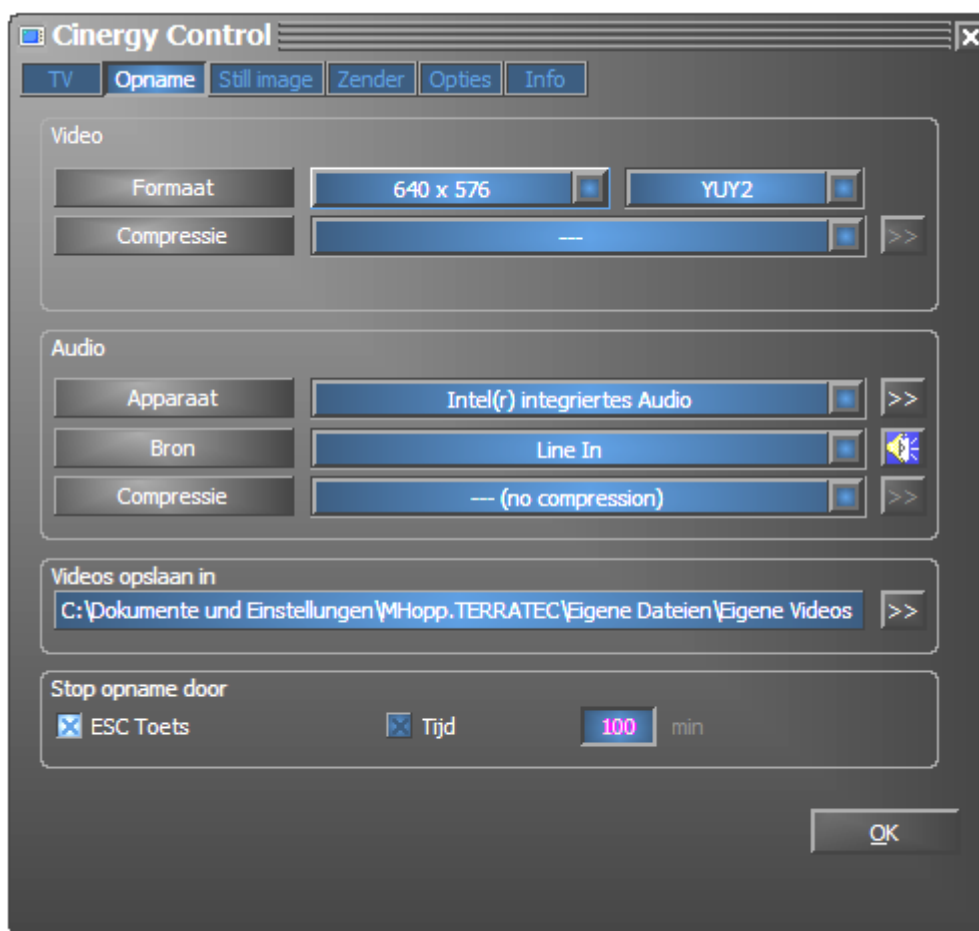 Cinergy Control
TV Opname Still image Zender Opties Info
Video
Formaat 640 x 576 YUY2
Compressie ---- >>
Audio
Apparaat Intel(r) integriertes Audio >>
Bron Line In
Compressie ---- (no compression) >>
Videos opslaan in
C:\Dokumente und Einstellungen\MHopp.TERRATEC\Eigene Dateien\Eigene Videos >>
Stop opname door
ESC Toets Tijd 100 min
OK